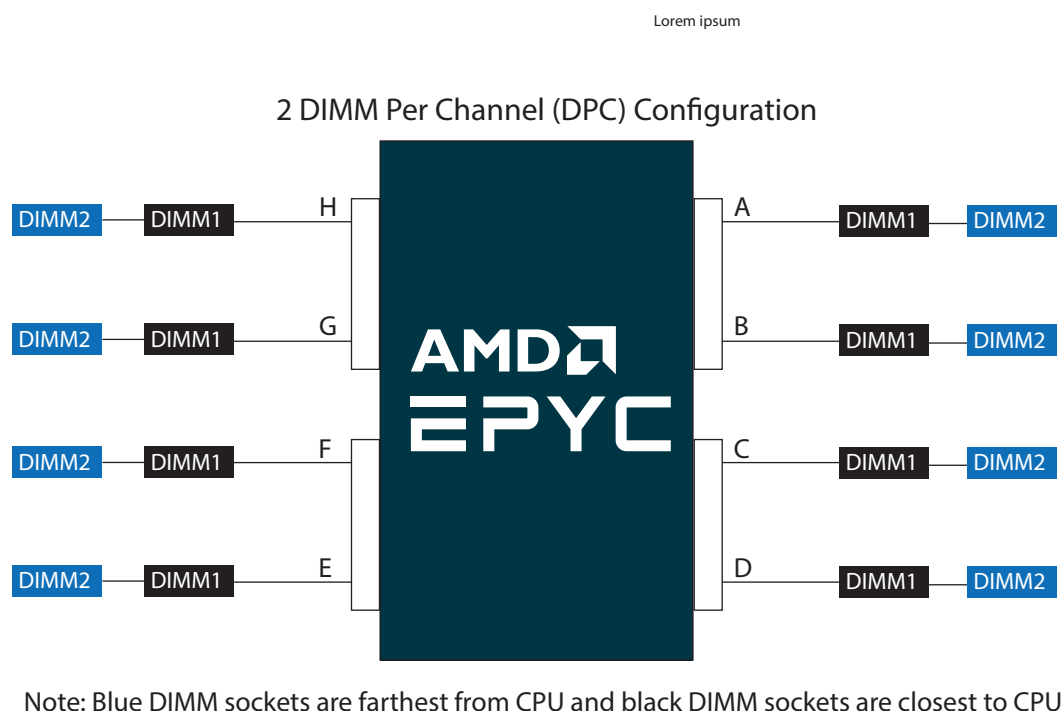 Lorem ipsum
2 DIMM Per Channel (DPC) Configuration
DIMM2 DIMM1 H A DIMM1 DIMM2
DIMM2 DIMM1 G B DIMM1 DIMM2
AMD
EPYC
DIMM2 DIMM1 F C DIMM1 DIMM2
DIMM2 DIMM1 E D DIMM1 DIMM2
Note: Blue DIMM sockets are farthest from CPU and black DIMM sockets are closest to CPU